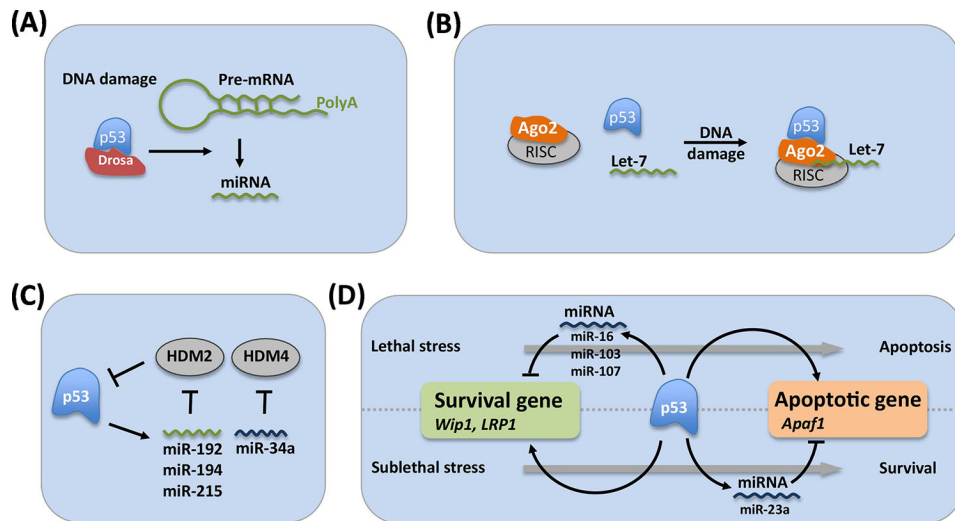 (A)
DNA damage
Pre-mRNA
PolyA
p53
Drosa
miRNA
(B)
Ago2
RISC
p53
Let-7
DNA
damage
p53
Ago2
Let-7
RISC
(C)
HDM2
HDM4
p53
miR-192
miR-34a
miR-194
miR-215
(D)
miRNA
Lethal stress
miR-16
miR-103
miR-107
Apoptosis
Survival gene
Wip1, LRP1
p53
Apoptotic gene
Apaf1
Sublethal stress
Survival
miRNA
miR-23a